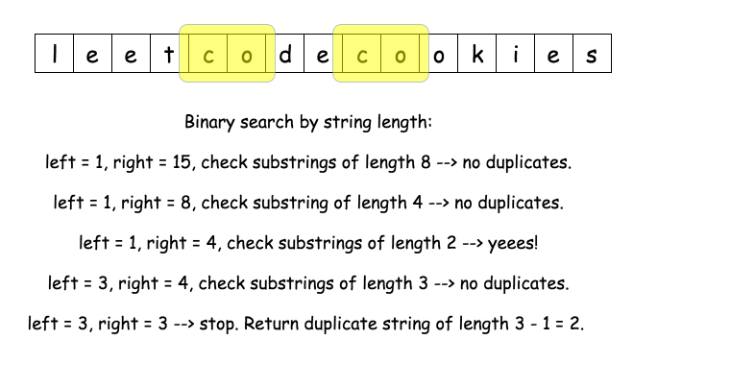 l e e t c o d e c o o k i e s
Binary search by string length:
left = 1, right = 15, check substrings of length 8 --> no duplicates.
left = 1, right = 8, check substring of length 4 --> no duplicates.
left = 1, right = 4, check substrings of length 2 --> yeees!
left = 3, right = 4, check substrings of length 3 --> no duplicates.
left = 3, right = 3 --> stop. Return duplicate string of length 3 - 1 = 2.